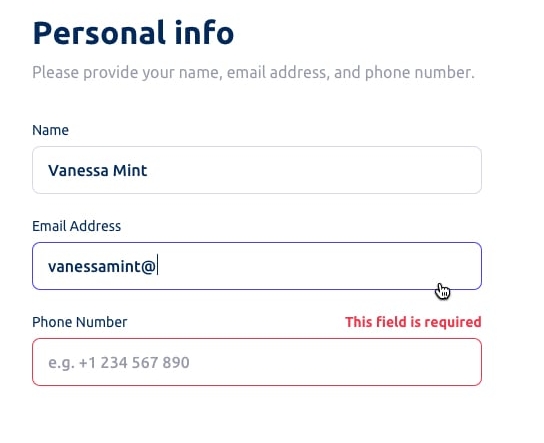 Personal info
Please provide your name, email address, and phone number.
Name
Vanessa Mint
Email Address
vanessamint@
Phone Number This field is required
e.g. +1 234 567 890